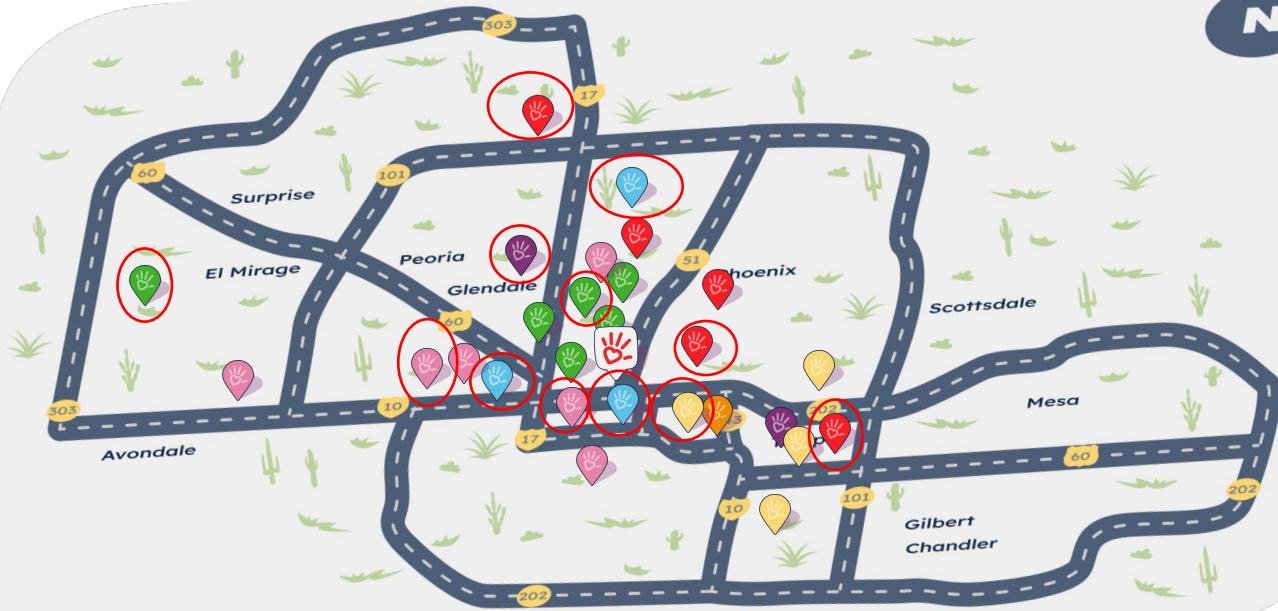 N
303
17
60
101
Surprise
Peoria
El Mirage
51
hoenix
Glendale
Scottsdale
60
303
10
202
Mesa
Avondale
17
60
202
10
101
Gilbert
Chandler
202